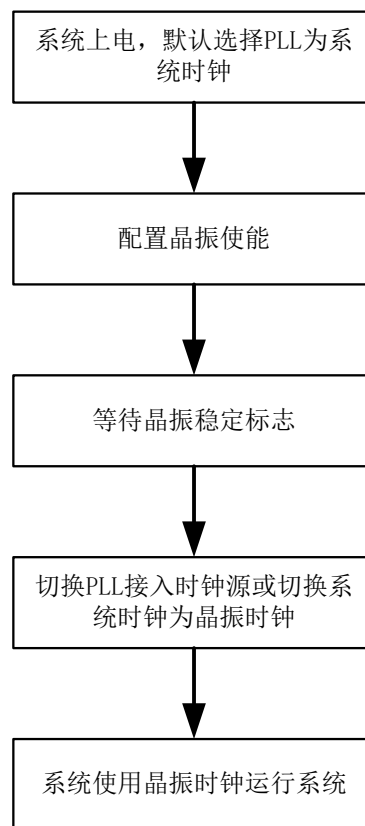 系统上电，默认选择PLL为系
统时钟
配置晶振使能
等待晶振稳定标志
切换PLL接入时钟源或切换系
统时钟为晶振时钟
系统使用晶振时钟运行系统